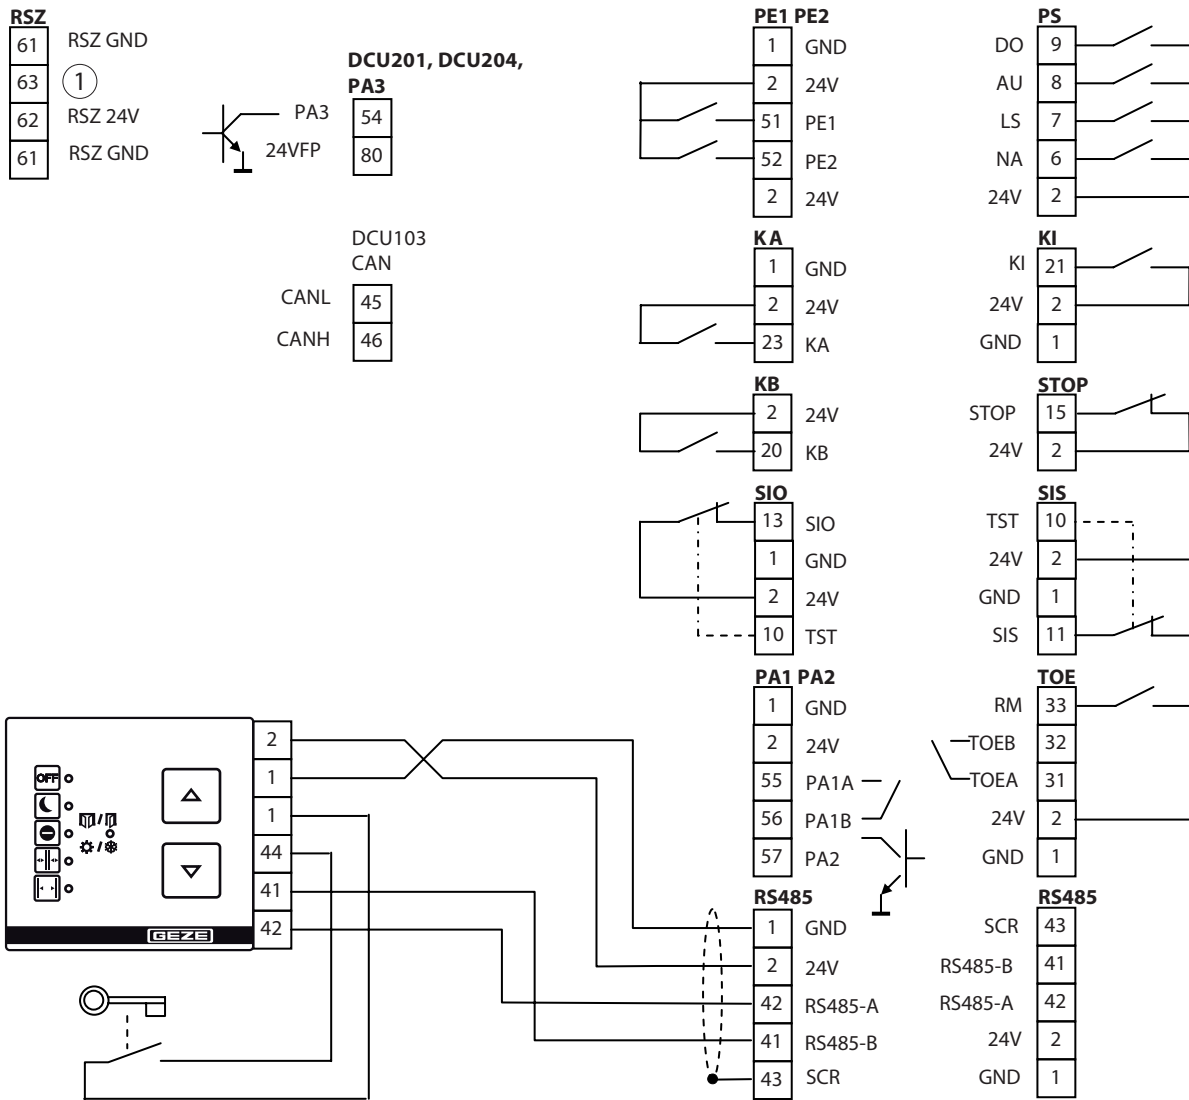 RSZ
61 RSZ GND
63 1
62 RSZ 24V
61 RSZ GND
DCU201, DCU204,
PA3
PA3 54
24VFP 80
DCU103
CAN
CANL 45
CANH 46
PE1 PE2
1 GND
2 24V
51 PE1
52 PE2
2 24V
PS
DO 9
AU 8
LS 7
NA 6
24V 2
KA
1 GND
2 24V
23 KA
KI
KI 21
24V 2
GND 1
KB
2 24V
20 KB
STOP
STOP 15
24V 2
SIO
13 SIO
1 GND
2 24V
10 TST
SIS
TST 10
24V 2
GND 1
SIS 11
PA1 PA2
1 GND
2 24V
55 PA1A
56 PA1B
57 PA2
TOE
RM 33
TOEB 32
TOEA 31
24V 2
GND 1
2
1
1
44
41
42
OFF
/
/
GEZE
RS485
1 GND
2 24V
42 RS485-A
41 RS485-B
43 SCR
RS485
SCR 43
RS485-B 41
RS485-A 42
24V 2
GND 1